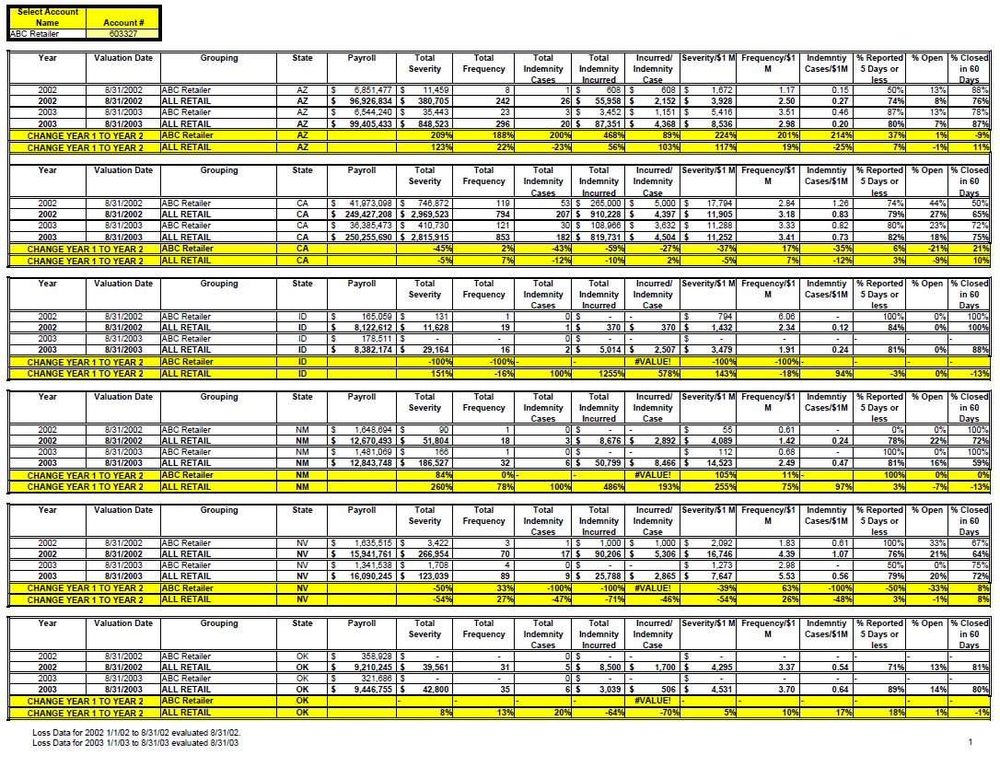 Select Account Name Account #
ABC Retailer 603327
Year Valuation Date Grouping State Payroll Total Severity Total Frequency Total Indemnity Cases Total Indemnity Incurred Incurred/ Indemnity Case Severity/$1 M Frequency/$1 M Indemntiy Cases/$1M % Reported 5 Days or less % Open % Closed in 60 Days
2002 8/31/2002 ABC Retailer AZ $ 6,851,477 $ 11,459 8 1 $ 608 $ 608 $ 1,672 1.17 0.15 50% 13% 88%
2002 8/31/2002 ALL RETAIL AZ $ 96,926,834 $ 380,705 242 26 $ 55,958 $ 2,152 $ 3,928 2.50 0.27 74% 8% 76%
2003 8/31/2003 ABC Retailer AZ $ 6,544,240 $ 35,443 23 3 $ 3,452 $ 1,151 $ 5,416 3.51 0.46 87% 13% 78%
2003 8/31/2003 ALL RETAIL AZ $ 99,405,433 $ 848,523 296 20 $ 87,351 $ 4,368 $ 8,536 2.98 0.20 80% 7% 87%
CHANGE YEAR 1 TO YEAR 2 ABC Retailer AZ 209% 188% 200% 468% 89% 224% 201% 214% 37% 1% -9%
CHANGE YEAR 1 TO YEAR 2 ALL RETAIL AZ 123% 22% -23% 56% 103% 117% 19% -25% 7% -1% 11%
Year Valuation Date Grouping State Payroll Total Severity Total Frequency Total Indemnity Cases Total Indemnity Incurred Incurred/ Indemnity Case Severity/$1 M Frequency/$1 M Indemntiy Cases/$1M % Reported 5 Days or less % Open % Closed in 60 Days
2002 8/31/2002 ABC Retailer CA $ 41,973,098 $ 746,872 119 53 $ 265,000 $ 5,000 $ 17,794 2.84 1.26 74% 44% 50%
2002 8/31/2002 ALL RETAIL CA $ 249,427,208 $ 2,969,523 794 207 $ 910,228 $ 4,397 $ 11,905 3.18 0.83 79% 27% 65%
2003 8/31/2003 ABC Retailer CA $ 36,385,473 $ 410,730 121 30 $ 108,966 $ 3,632 $ 11,288 3.33 0.82 80% 23% 72%
2003 8/31/2003 ALL RETAIL CA $ 250,255,690 $ 2,815,915 853 182 $ 819,731 $ 4,504 $ 11,252 3.41 0.73 82% 18% 75%
CHANGE YEAR 1 TO YEAR 2 ABC Retailer CA -45% 2% -43% -59% -27% -37% 17% -35% 6% -21% 21%
CHANGE YEAR 1 TO YEAR 2 ALL RETAIL CA -5% 7% -12% -10% 2% -5% 7% -12% 3% -9% 10%
Year Valuation Date Grouping State Payroll Total Severity Total Frequency Total Indemnity Cases Total Indemnity Incurred Incurred/ Indemnity Case Severity/$1 M Frequency/$1 M Indemntiy Cases/$1M % Reported 5 Days or less % Open % Closed in 60 Days
2002 8/31/2002 ABC Retailer ID $ 165,059 $ 131 1 0 $ - - $ 794 6.06 - 100% 0% 100%
2002 8/31/2002 ALL RETAIL ID $ 8,122,612 $ 11,628 19 1 $ 370 $ 370 $ 1,432 2.34 0.12 84% 0% 100%
2003 8/31/2003 ABC Retailer ID $ 178,511 $ - - 0 $ - - $ - - - - - -
2003 8/31/2003 ALL RETAIL ID $ 8,382,174 $ 29,164 16 2 $ 5,014 $ 2,507 $ 3,479 1.91 0.24 81% 0% 88%
CHANGE YEAR 1 TO YEAR 2 ABC Retailer ID -100% -100% - - #VALUE! -100% -100% - - - -
CHANGE YEAR 1 TO YEAR 2 ALL RETAIL ID 151% -16% 100% 1255% 578% 143% -18% 94% -3% 0% -13%
Year Valuation Date Grouping State Payroll Total Severity Total Frequency Total Indemnity Cases Total Indemnity Incurred Incurred/ Indemnity Case Severity/$1 M Frequency/$1 M Indemntiy Cases/$1M % Reported 5 Days or less % Open % Closed in 60 Days
2002 8/31/2002 ABC Retailer NM $ 1,648,694 $ 90 1 0 $ - - $ 55 0.61 - 0% 0% 100%
2002 8/31/2002 ALL RETAIL NM $ 12,670,493 $ 51,804 18 3 $ 8,676 $ 2,892 $ 4,089 1.42 0.24 78% 22% 72%
2003 8/31/2003 ABC Retailer NM $ 1,481,069 $ 166 1 0 $ - - $ 112 0.68 - 100% 0% 100%
2003 8/31/2003 ALL RETAIL NM $ 12,843,748 $ 186,527 32 6 $ 50,799 $ 8,466 $ 14,523 2.49 0.47 81% 16% 59%
CHANGE YEAR 1 TO YEAR 2 ABC Retailer NM 84% 0% - - #VALUE! 105% 11% - 100% 0% 0%
CHANGE YEAR 1 TO YEAR 2 ALL RETAIL NM 260% 78% 100% 486% 193% 255% 75% 97% 3% -7% -13%
Year Valuation Date Grouping State Payroll Total Severity Total Frequency Total Indemnity Cases Total Indemnity Incurred Incurred/ Indemnity Case Severity/$1 M Frequency/$1 M Indemntiy Cases/$1M % Reported 5 Days or less % Open % Closed in 60 Days
2002 8/31/2002 ABC Retailer NV $ 1,635,515 $ 3,422 3 1 $ 1,000 $ 1,000 $ 2,092 1.83 0.61 100% 33% 67%
2002 8/31/2002 ALL RETAIL NV $ 15,941,761 $ 266,954 70 17 $ 90,206 $ 5,306 $ 16,746 4.39 1.07 76% 21% 64%
2003 8/31/2003 ABC Retailer NV $ 1,341,538 $ 1,708 4 0 $ - - $ 1,273 2.98 - 50% 0% 75%
2003 8/31/2003 ALL RETAIL NV $ 16,090,245 $ 123,039 89 9 $ 25,788 $ 2,865 $ 7,647 5.53 0.56 79% 20% 72%
CHANGE YEAR 1 TO YEAR 2 ABC Retailer NV -50% 33% -100% -100% #VALUE! -39% 63% -100% -50% -33% 8%
CHANGE YEAR 1 TO YEAR 2 ALL RETAIL NV -54% 27% -47% -71% -46% -54% 26% -48% 3% -1% 8%
Year Valuation Date Grouping State Payroll Total Severity Total Frequency Total Indemnity Cases Total Indemnity Incurred Incurred/ Indemnity Case Severity/$1 M Frequency/$1 M Indemntiy Cases/$1M % Reported 5 Days or less % Open % Closed in 60 Days
2002 8/31/2002 ABC Retailer OK $ 358,928 $ - - 0 $ - - $ - - - - - -
2002 8/31/2002 ALL RETAIL OK $ 9,210,245 $ 39,561 31 5 $ 8,500 $ 1,700 $ 4,295 3.37 0.54 71% 13% 81%
2003 8/31/2003 ABC Retailer OK $ 321,686 $ - - 0 $ - - $ - - - - - -
2003 8/31/2003 ALL RETAIL OK $ 9,446,755 $ 42,800 35 6 $ 3,039 $ 506 $ 4,531 3.70 0.64 89% 14% 80%
CHANGE YEAR 1 TO YEAR 2 ABC Retailer OK - - - - #VALUE! - - - - - -
CHANGE YEAR 1 TO YEAR 2 ALL RETAIL OK 8% 13% 20% -64% -70% 5% 10% 17% 18% 1% -1%
Loss Data for 2002 1/1/02 to 8/31/02 evaluated 8/31/02.
Loss Data for 2003 1/1/03 to 8/31/03 evaluated 8/31/03
1